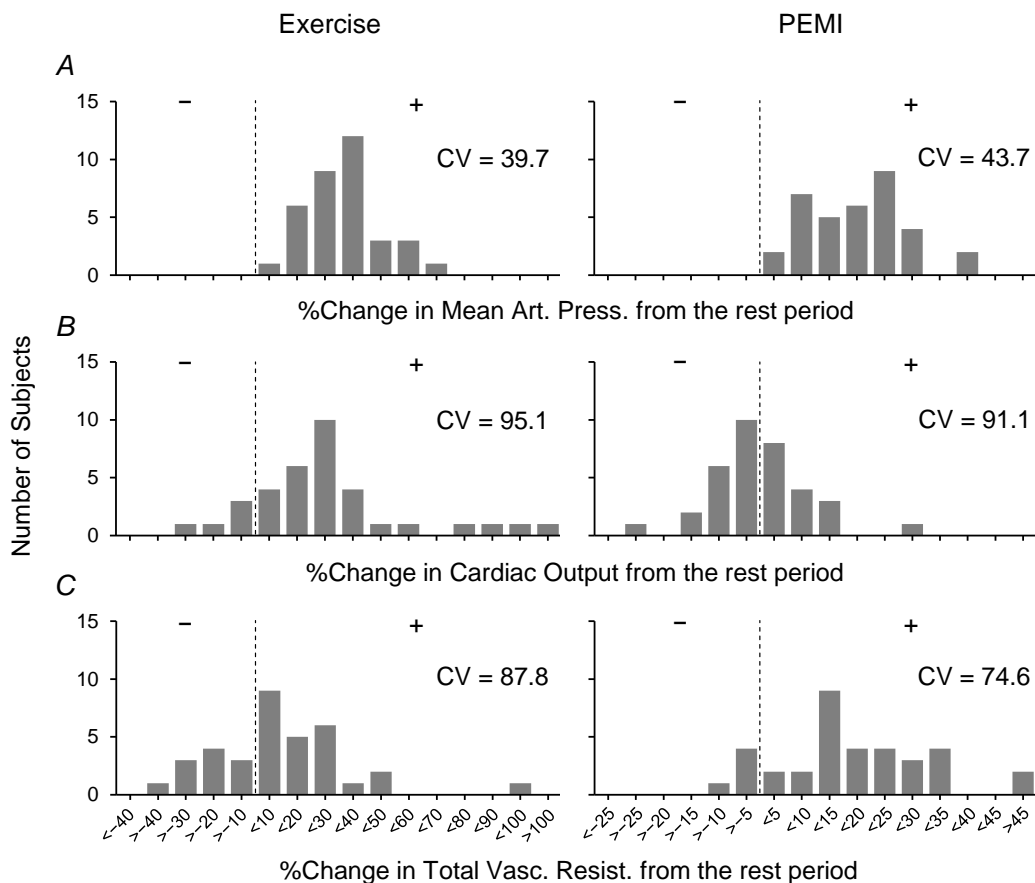 Exercise PEMI
A
− + − +
15
10
5
0
CV = 39.7 CV = 43.7
%Change in Mean Art. Press. from the rest period
B
− + − +
15
10
5
0
CV = 95.1 CV = 91.1
Number of Subjects
%Change in Cardiac Output from the rest period
C
− + − +
15
10
5
0
CV = 87.8 CV = 74.6
<−40 >−40 >−30 >−20 >−10 <10 <20 <30 <40 <50 <60 <70 <80 <90 <100 >100
<−25 >−25 >−20 >−15 >−10 >−5 <5 <10 <15 <20 <25 <30 <35 <40 <45 >45
%Change in Total Vasc. Resist. from the rest period